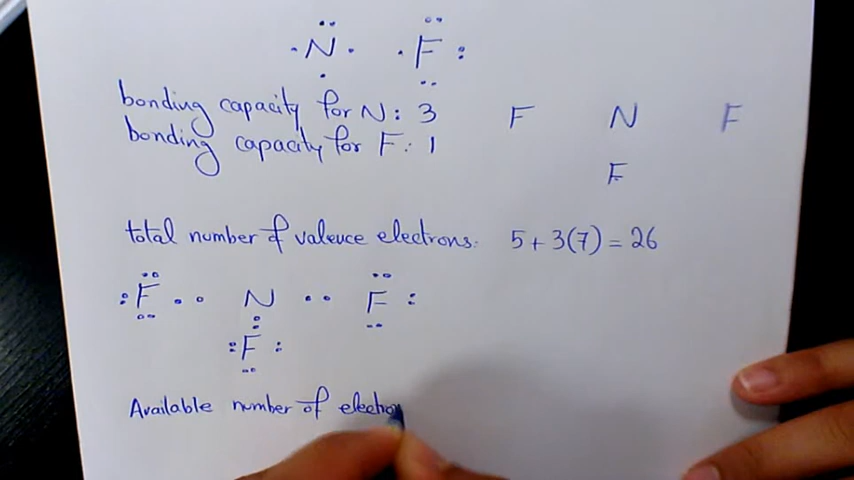 N F
bonding capacity for N: 3
bonding capacity for F: 1
F N F
F
total number of valence electrons: 5 + 3(7) = 26
F N F
F
Available number of electron